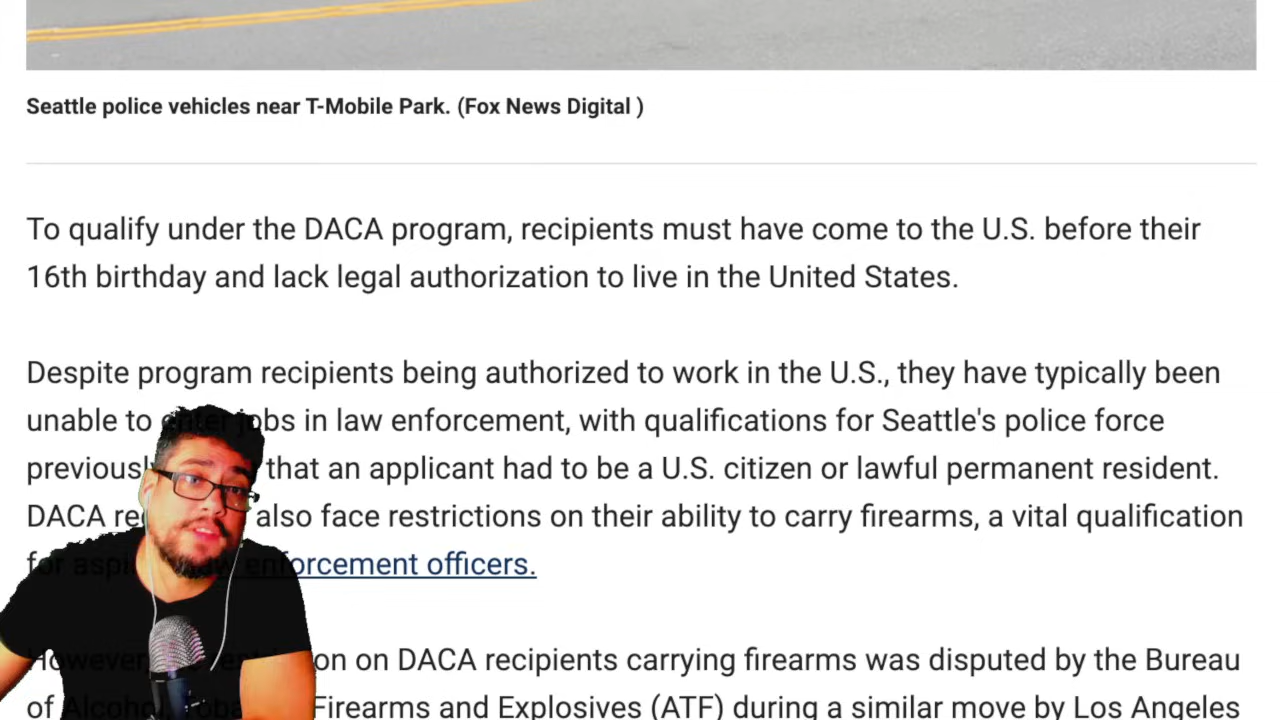 Seattle police vehicles near T-Mobile Park. (Fox News Digital )
To qualify under the DACA program, recipients must have come to the U.S. before their
16th birthday and lack legal authorization to live in the United States.
Despite program recipients being authorized to work in the U.S., they have typically been
unable to enter jobs in law enforcement, with qualifications for Seattle's police force
that an applicant had to be a U.S. citizen or lawful permanent resident.
DACA also face restrictions on their ability to carry firearms, a vital qualification
for enforcement officers.
However, on DACA recipients carrying firearms was disputed by the Bureau
of Alcohol, Firearms and Explosives (ATF) during a similar move by Los Angeles